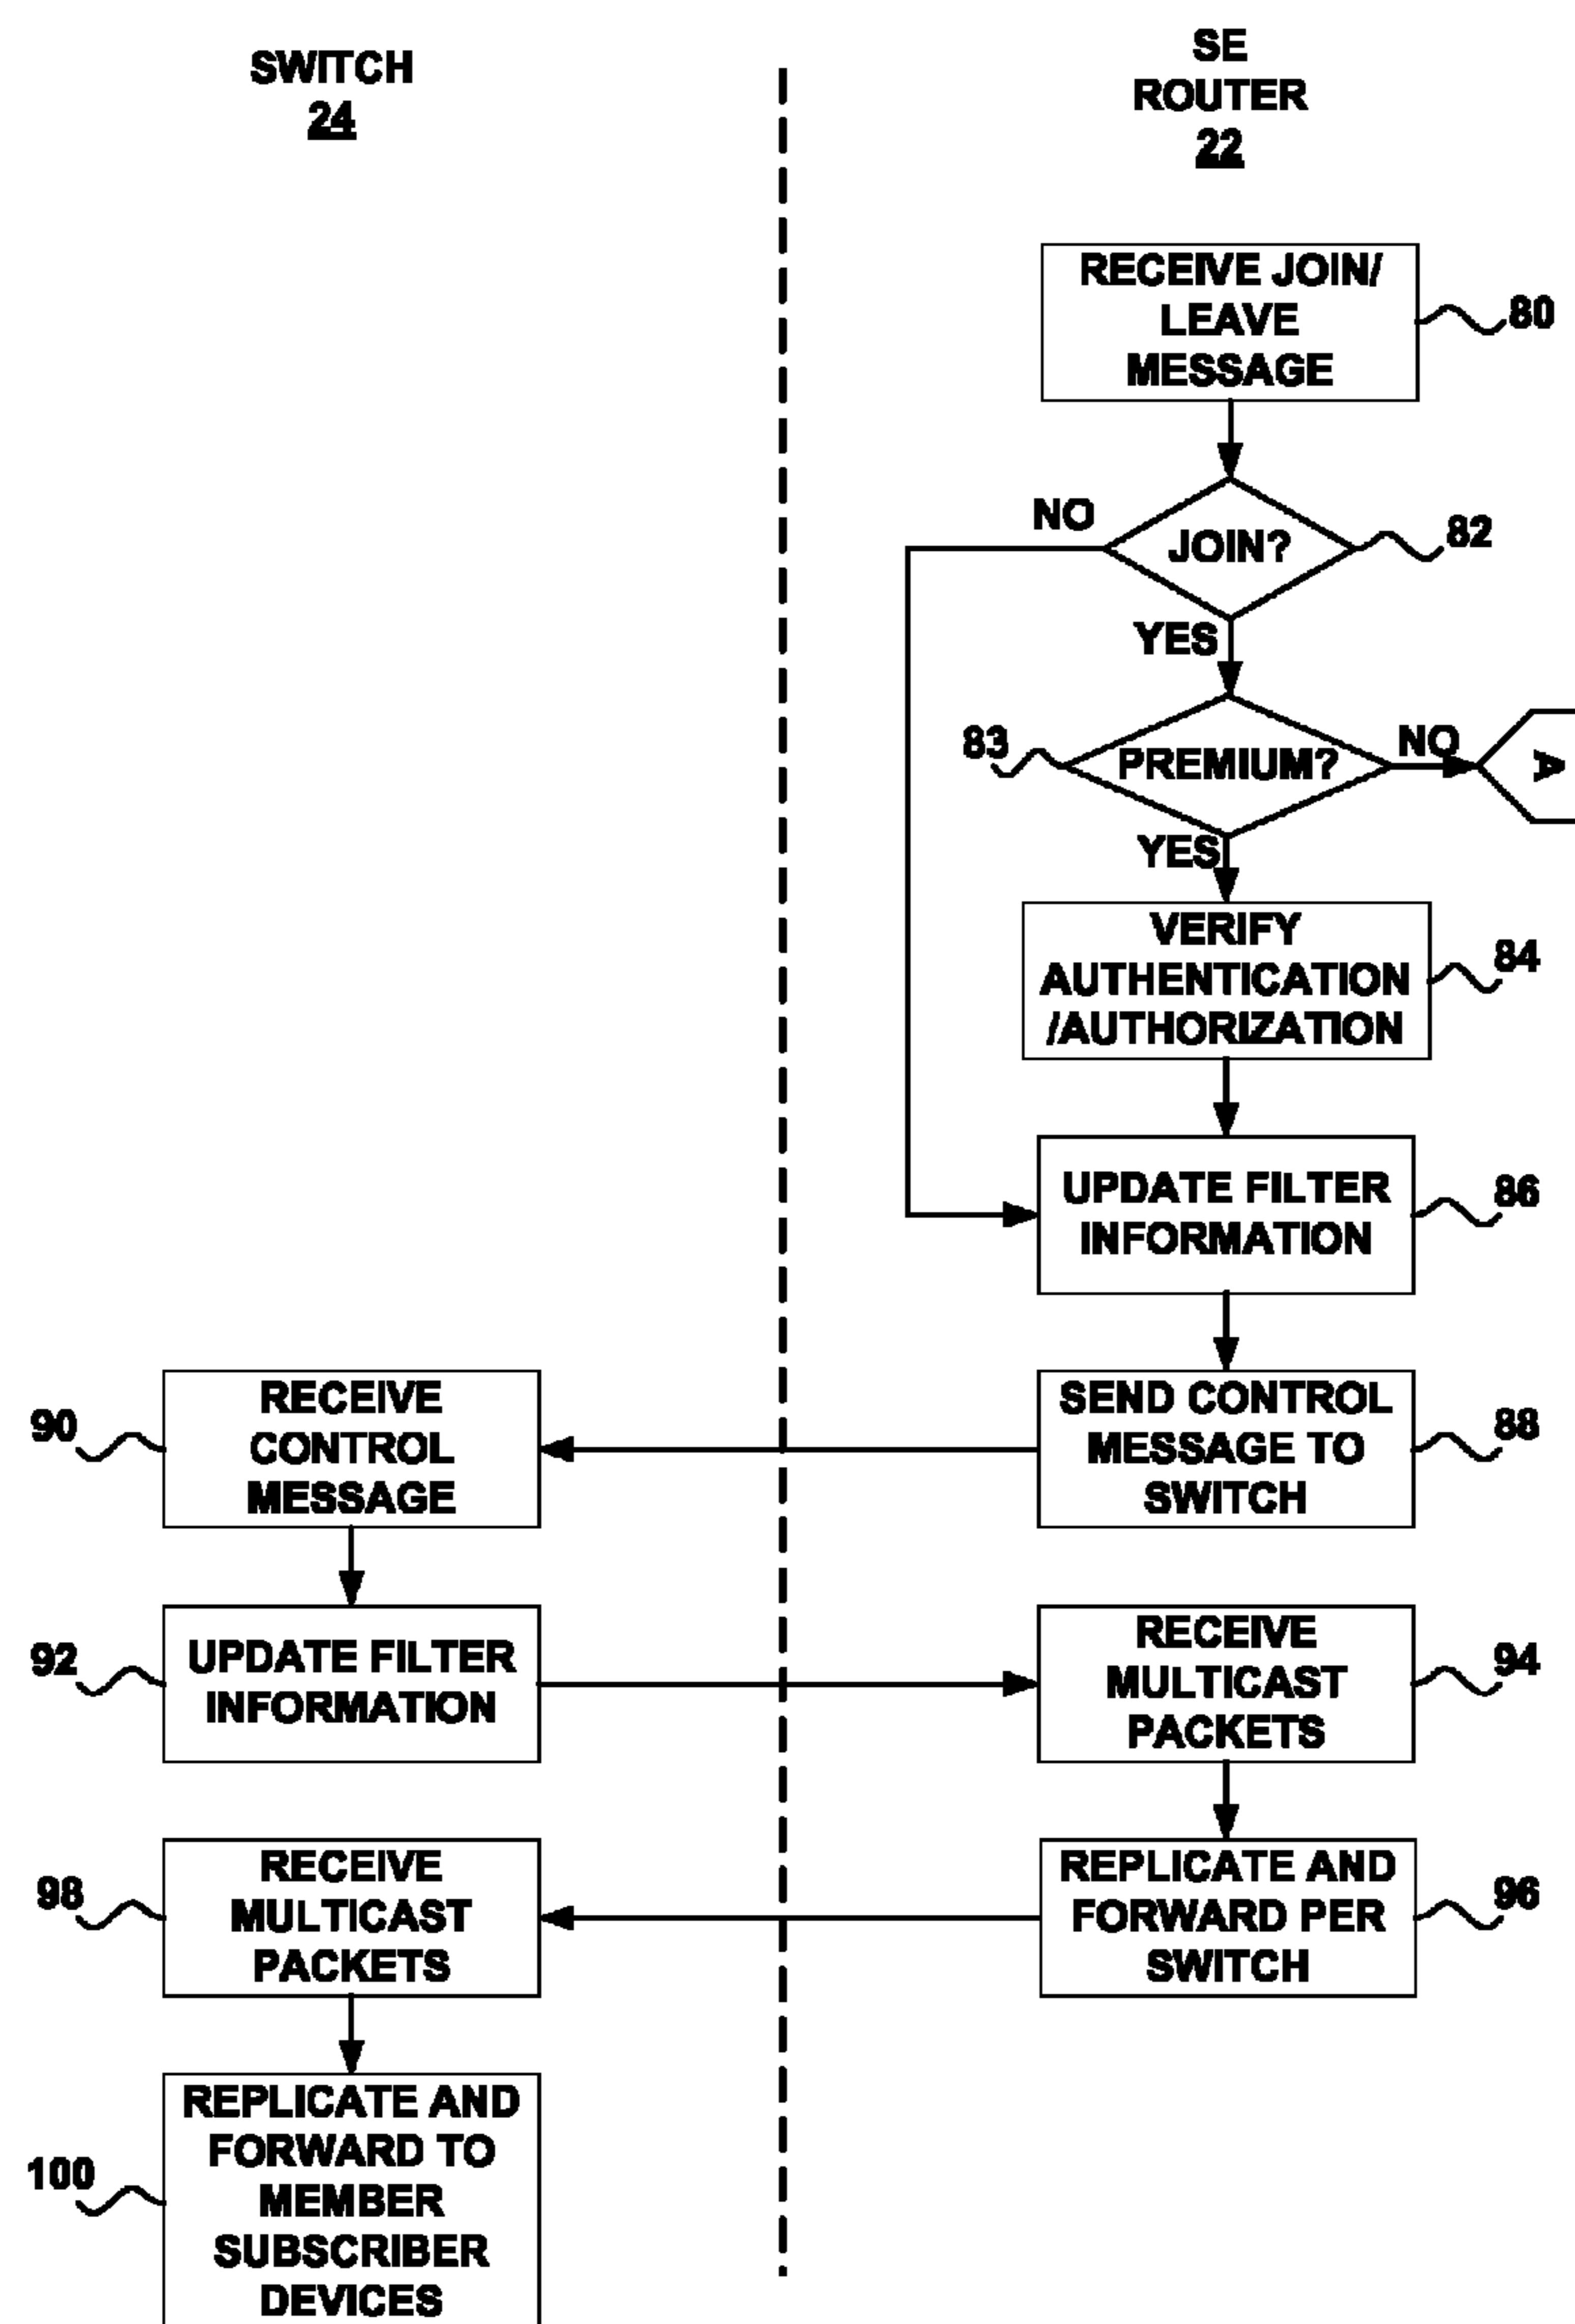 SWITCH
24
SE
ROUTER
22
RECEIVE JOIN/
LEAVE
MESSAGE
80
NO
JOIN?
82
YES
83
PREMIUM?
NO
A
YES
VERIFY
AUTHENTICATION
/AUTHORIZATION
84
UPDATE FILTER
INFORMATION
86
90
RECEIVE
CONTROL
MESSAGE
SEND CONTROL
MESSAGE TO
SWITCH
88
92
UPDATE FILTER
INFORMATION
RECEIVE
MULTICAST
PACKETS
94
98
RECEIVE
MULTICAST
PACKETS
REPLICATE AND
FORWARD PER
SWITCH
96
100
REPLICATE AND
FORWARD TO
MEMBER
SUBSCRIBER
DEVICES